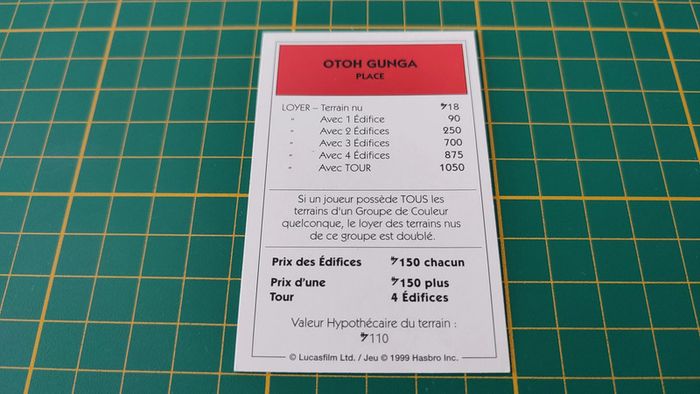 OTOH GUNGA
PLACE
LOYER – Terrain nu 18
" Avec 1 Édifice 90
" Avec 2 Édifices 250
" Avec 3 Édifices 700
" Avec 4 Édifices 875
" Avec TOUR 1050
Si un joueur possède TOUS les
terrains d'un Groupe de Couleur
quelconque, le loyer des terrains nus
de ce groupe est doublé.
Prix des Édifices 150 chacun
Prix d'une 150 plus
Tour 4 Édifices
Valeur Hypothécaire du terrain :
110
© Lucasfilm Ltd. / Jeu © 1999 Hasbro Inc.